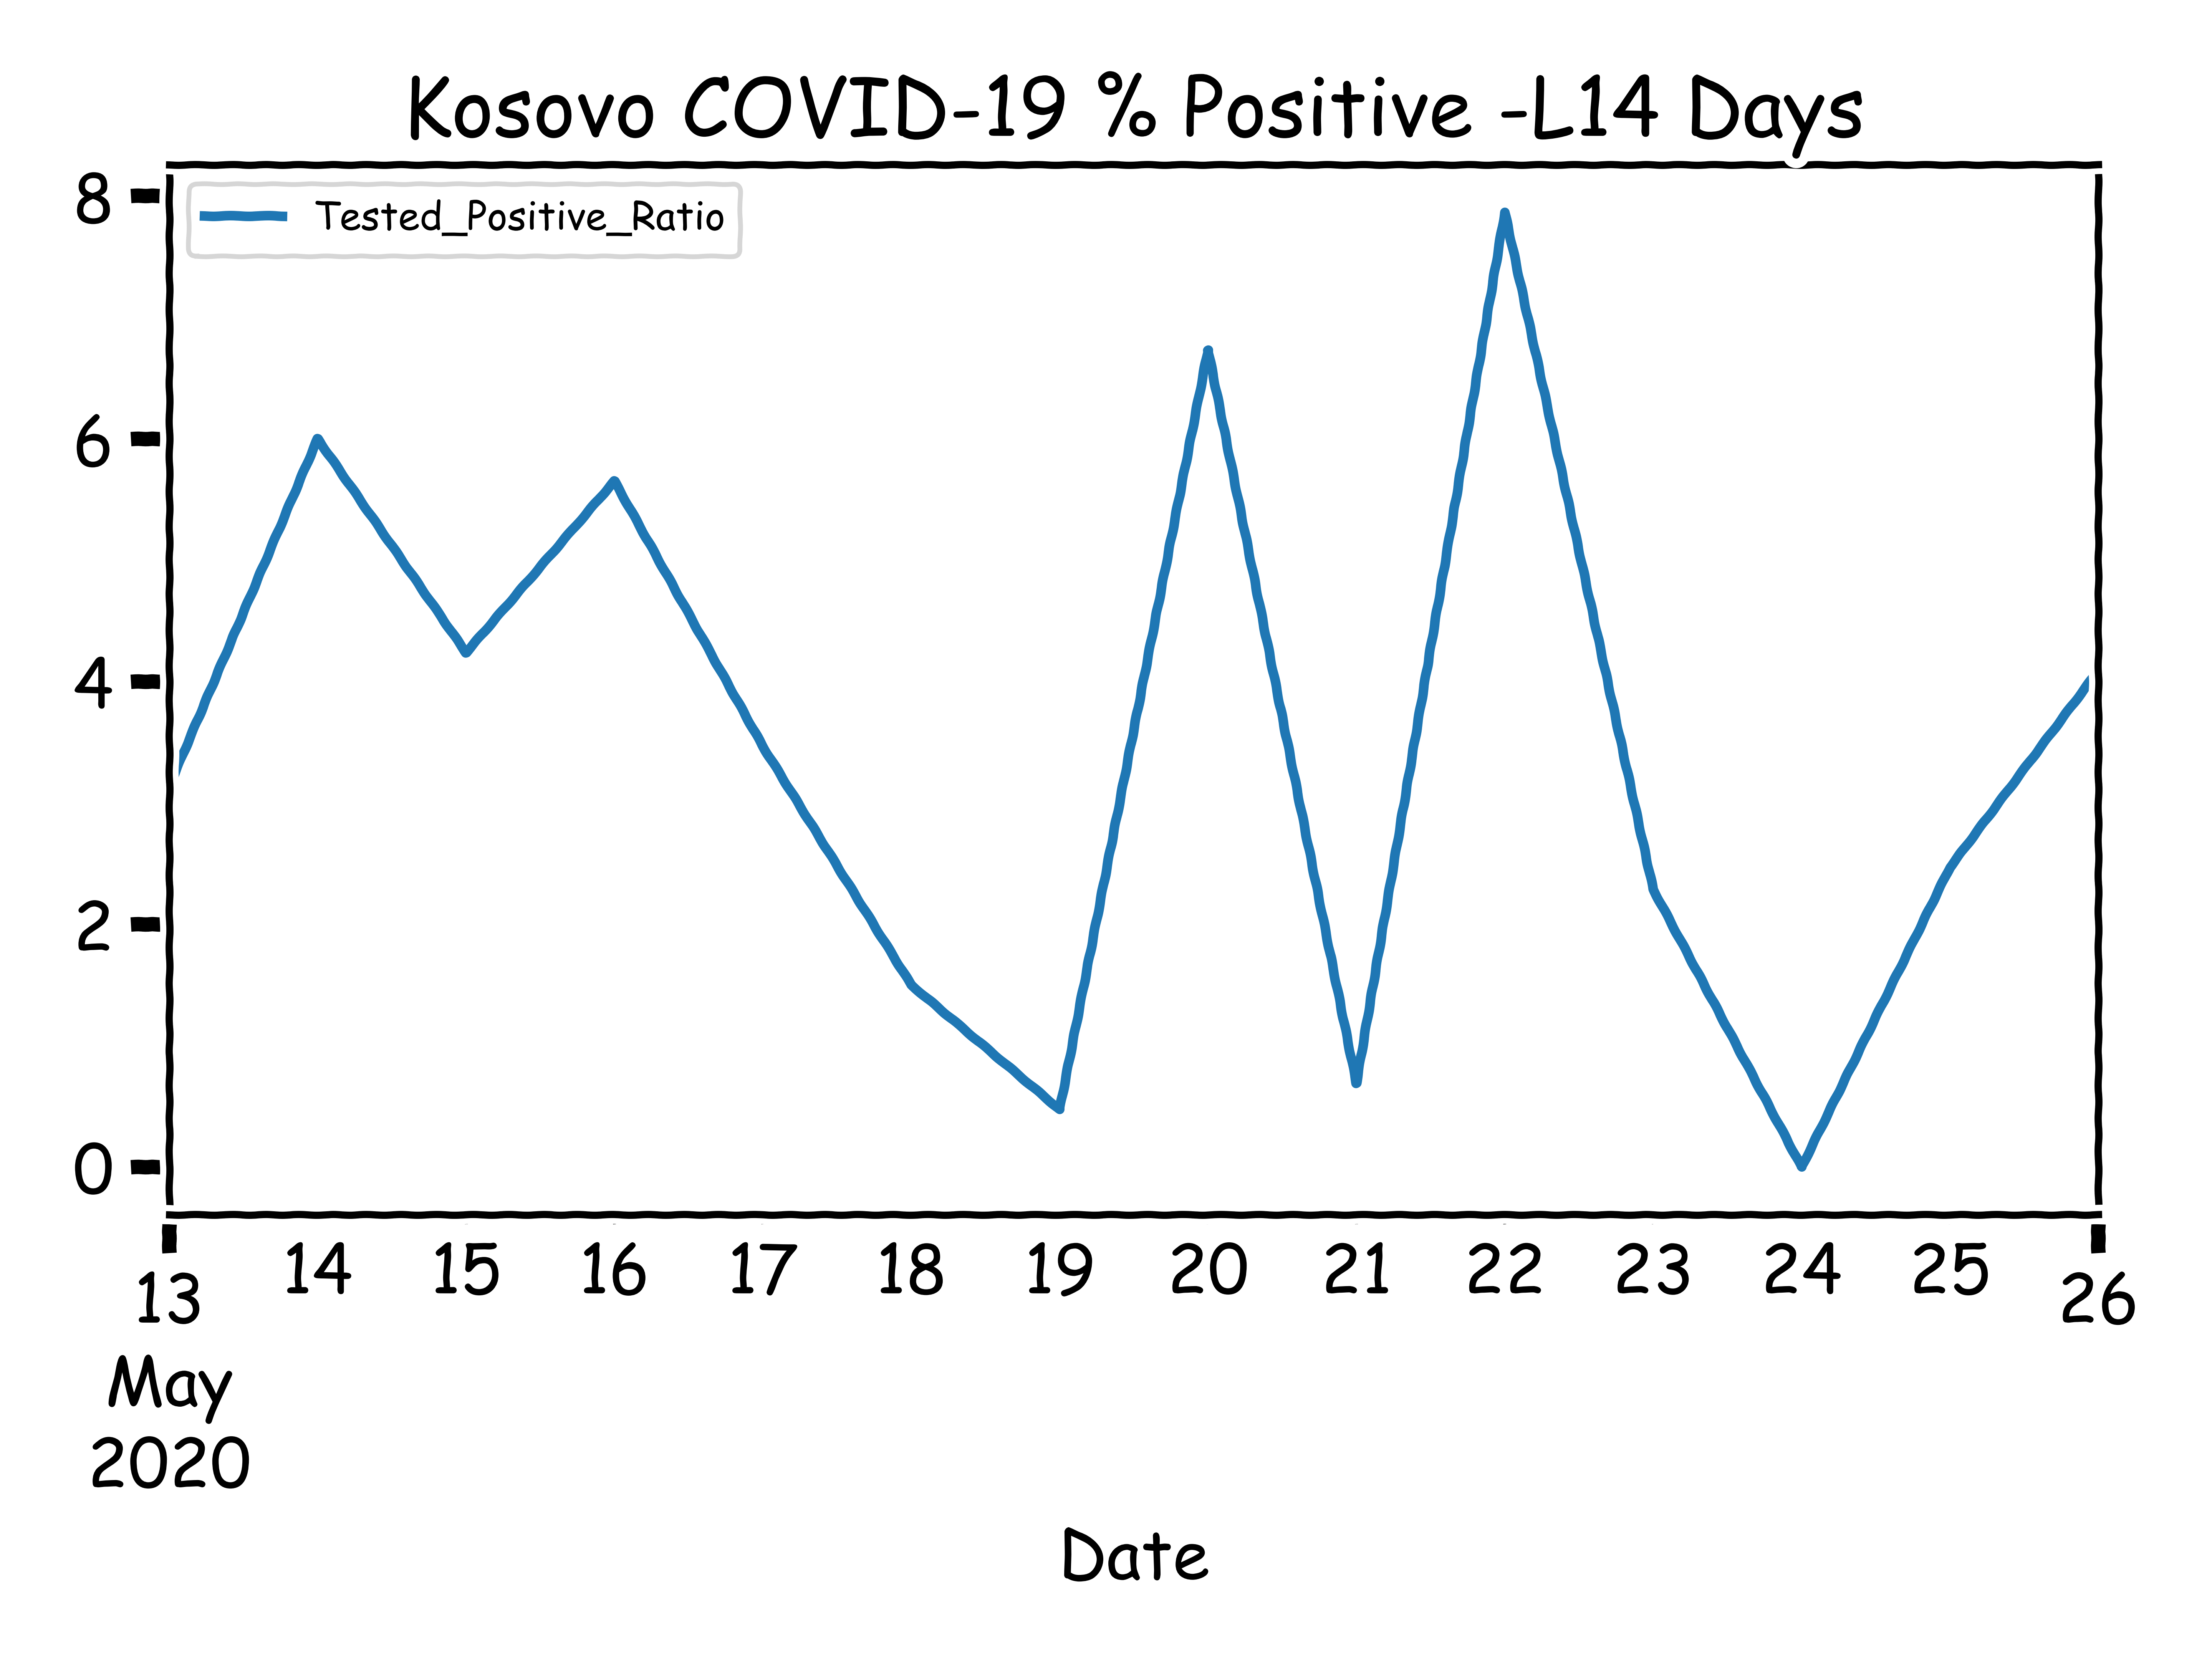 Kosovo COVID-19 % Positive -L14 Days
Tested_Positive_Ratio
8
6
4
2
0
13 14 15 16 17 18 19 20 21 22 23 24 25 26
May
2020
Date